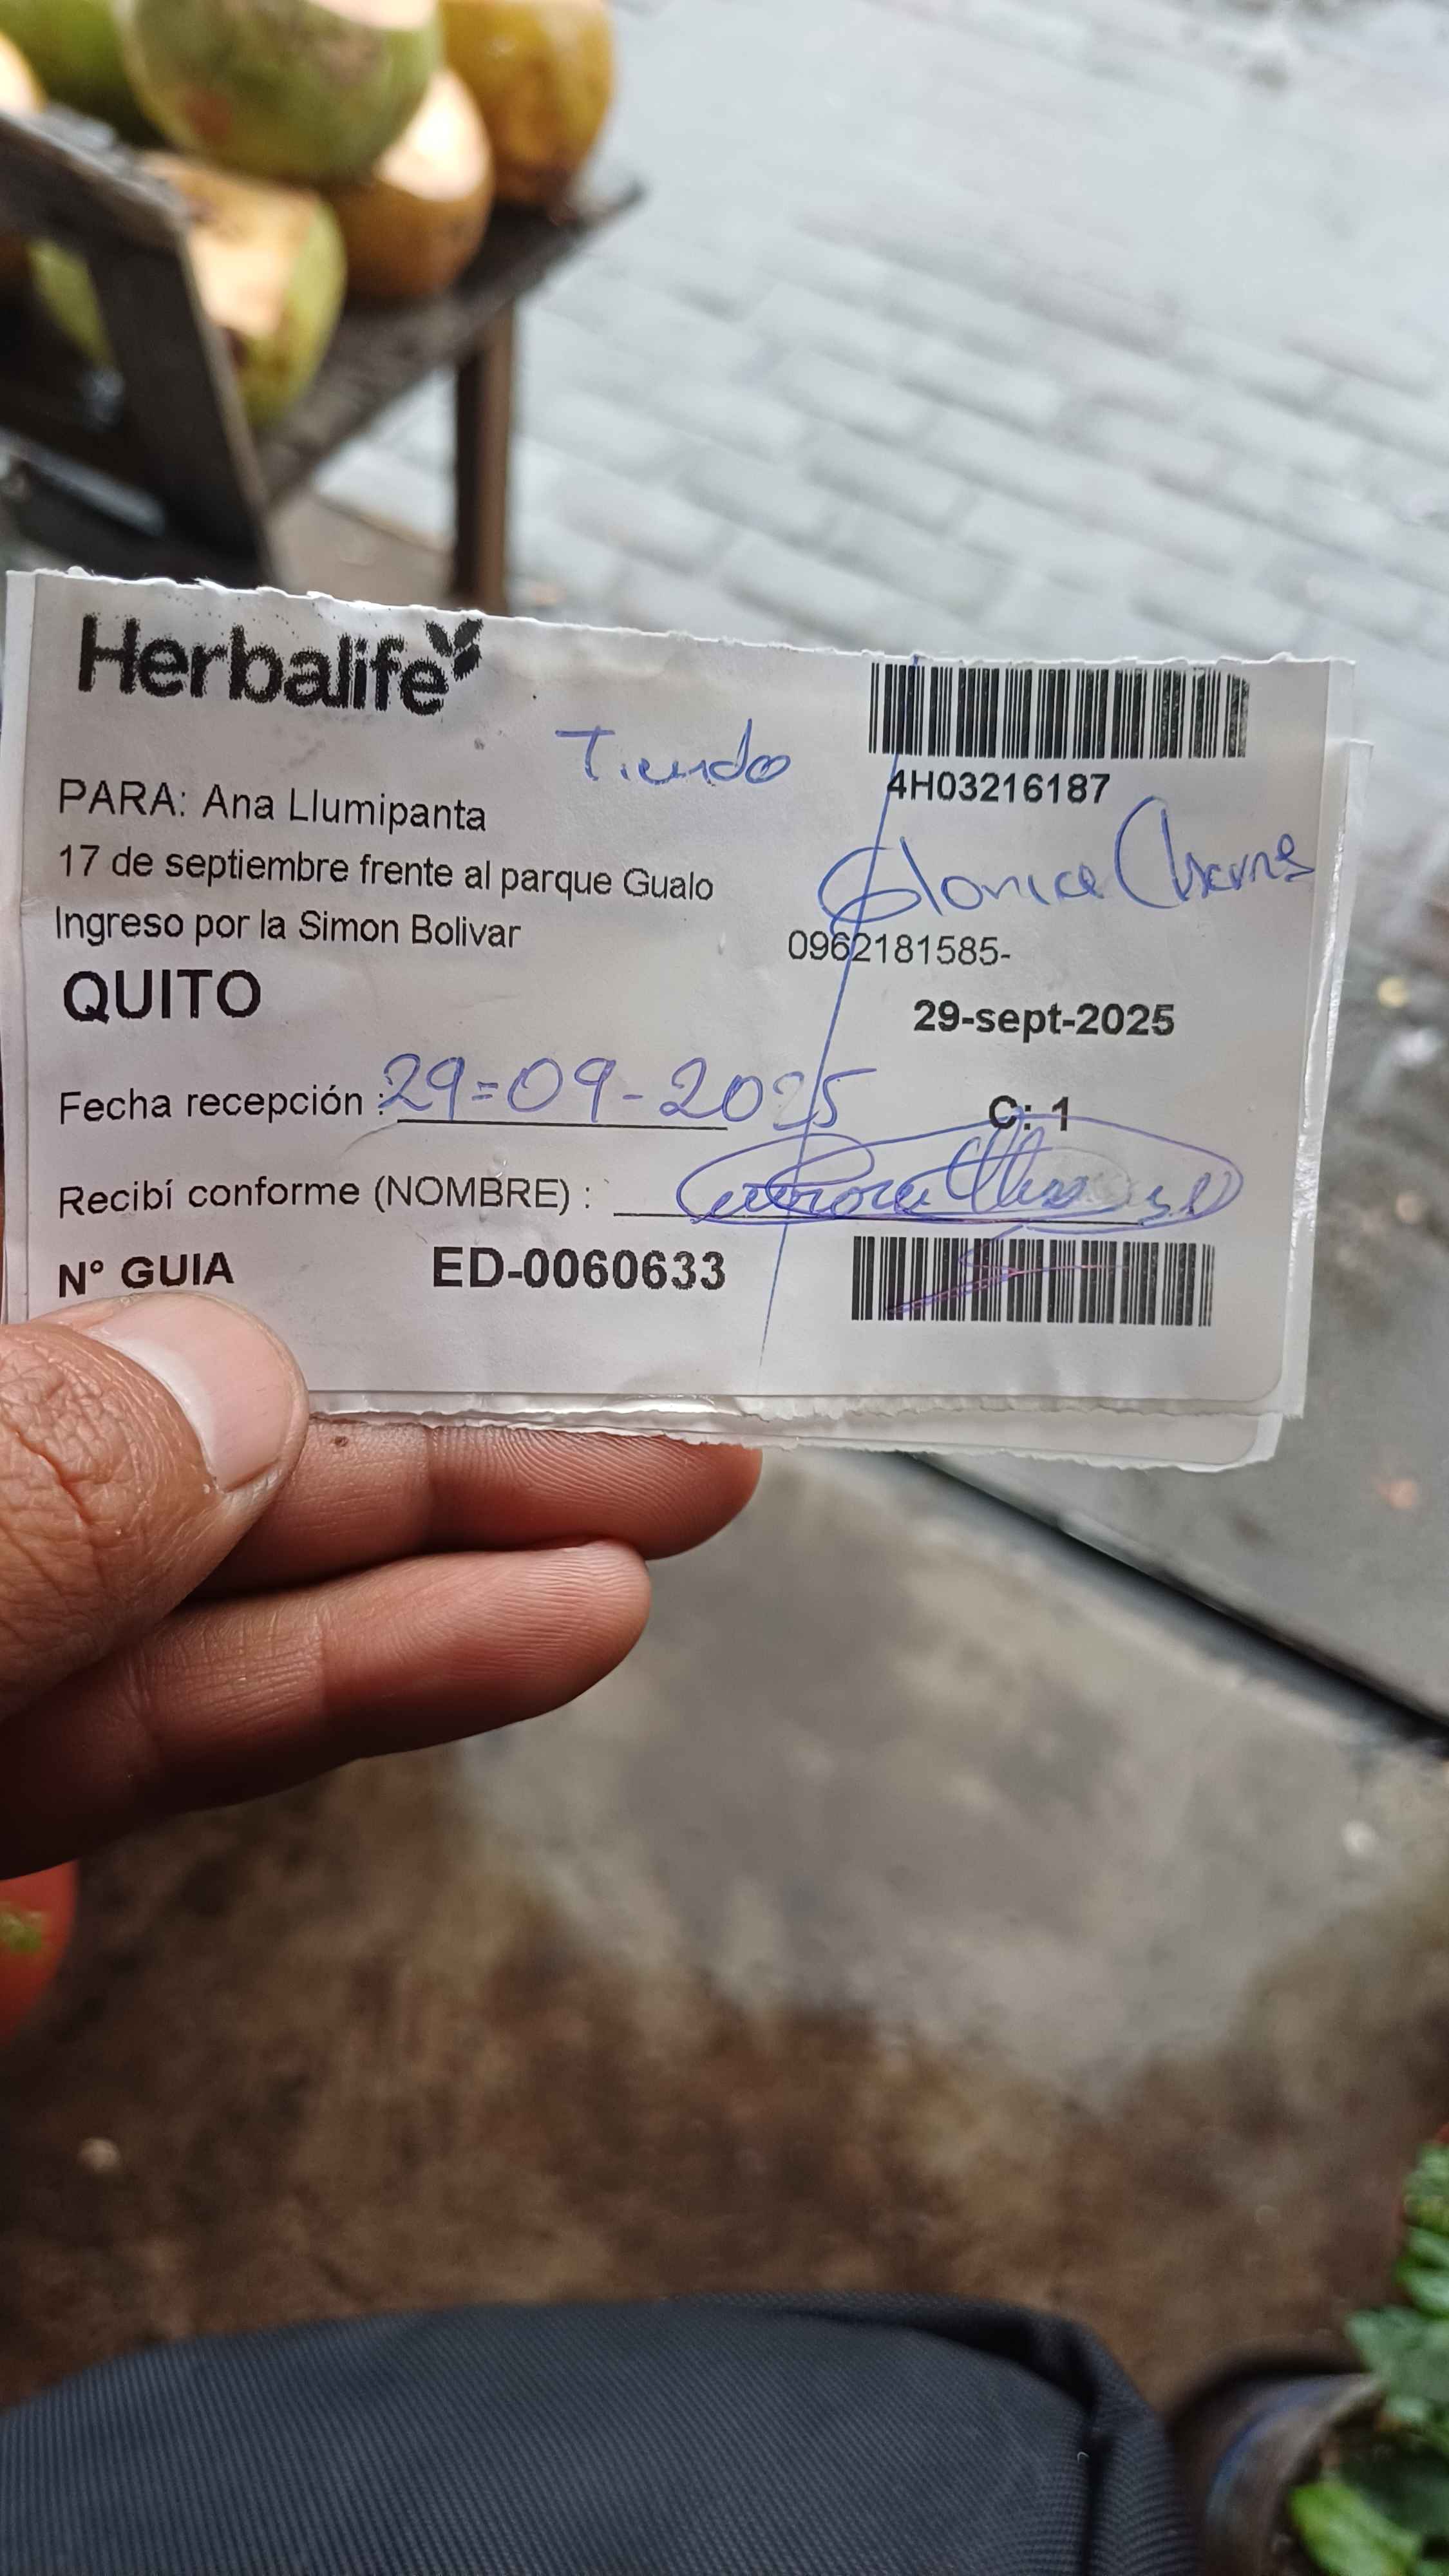 Herbalife
Tiendo
4H03216187
PARA: Ana Llumipanta
17 de septiembre frente al parque Gualo
Ingreso por la Simon Bolivar
0962181585-
QUITO
29-sept-2025
Fecha recepción : 29-09-2025
C: 1
Recibí conforme (NOMBRE) :
N° GUIA ED-0060633